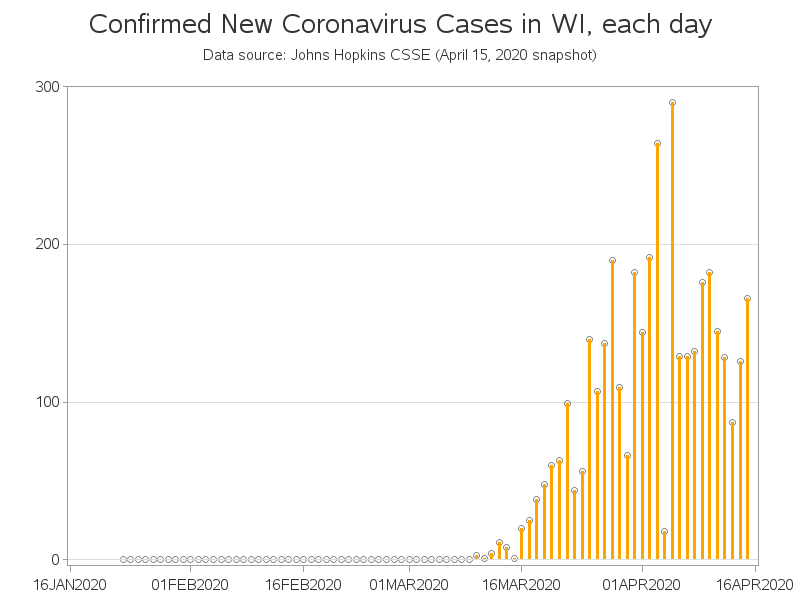 Confirmed New Coronavirus Cases in WI, each day
Data source: Johns Hopkins CSSE (April 15, 2020 snapshot)
300
200
100
0
16JAN2020 01FEB2020 16FEB2020 01MAR2020 16MAR2020 01APR2020 16APR2020